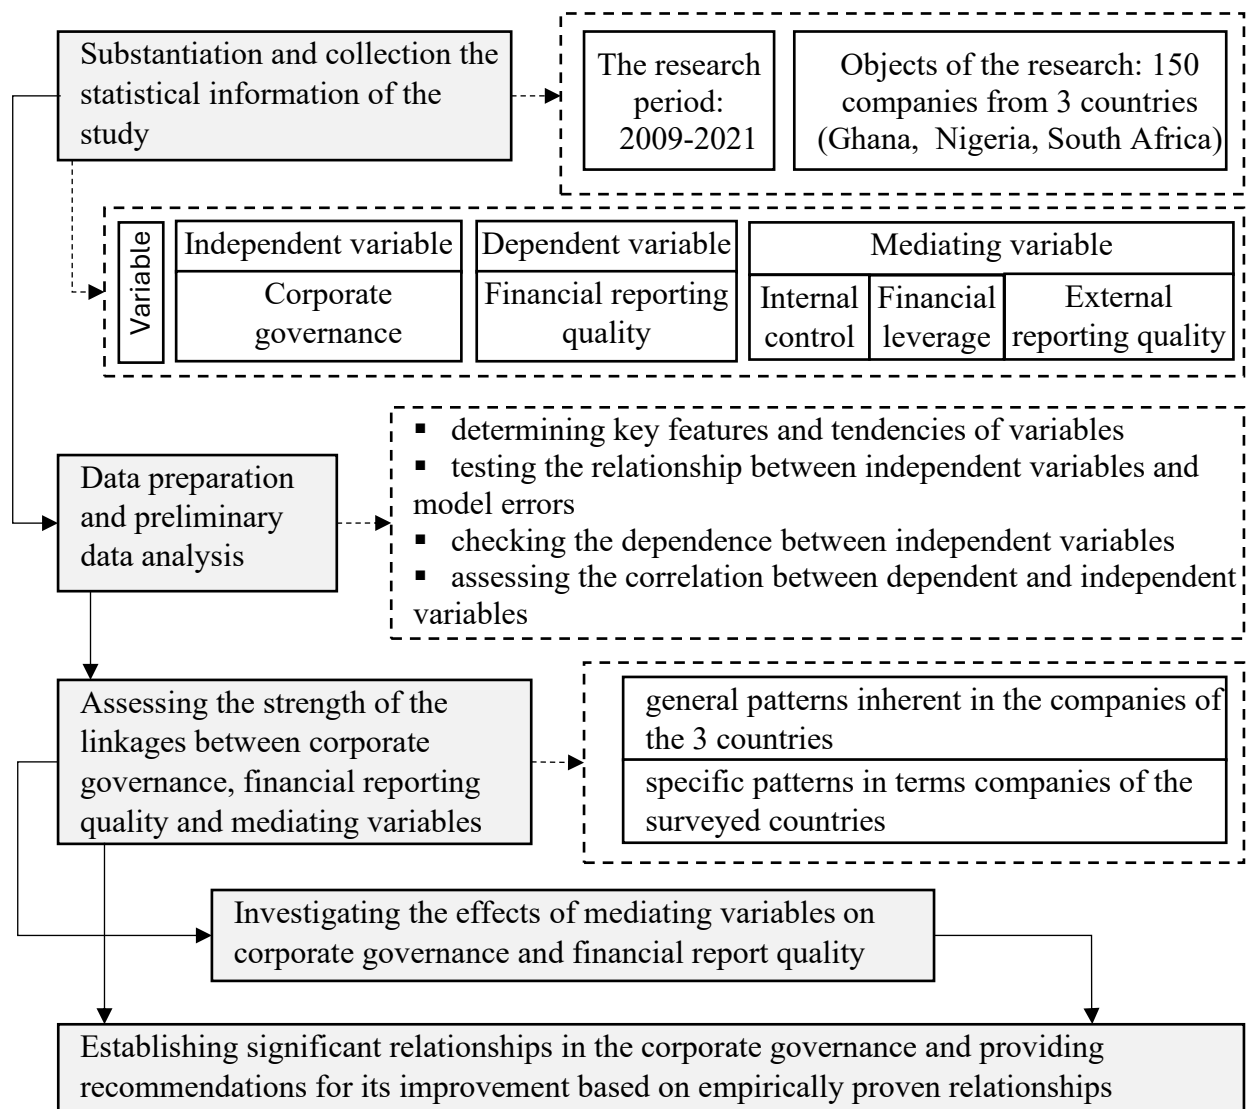 Substantiation and collection the
statistical information of the
study
The research
period:
2009-2021
Objects of the research: 150
companies from 3 countries
(Ghana, Nigeria, South Africa)
Variable
Independent variable
Corporate
governance
Dependent variable
Financial reporting
quality
Mediating variable
Internal
control
Financial
leverage
External
reporting quality
Data preparation
and preliminary
data analysis
▪ determining key features and tendencies of variables
▪ testing the relationship between independent variables and
model errors
▪ checking the dependence between independent variables
▪ assessing the correlation between dependent and independent
variables
Assessing the strength of the
linkages between corporate
governance, financial reporting
quality and mediating variables
general patterns inherent in the companies of
the 3 countries
specific patterns in terms companies of the
surveyed countries
Investigating the effects of mediating variables on
corporate governance and financial report quality
Establishing significant relationships in the corporate governance and providing
recommendations for its improvement based on empirically proven relationships